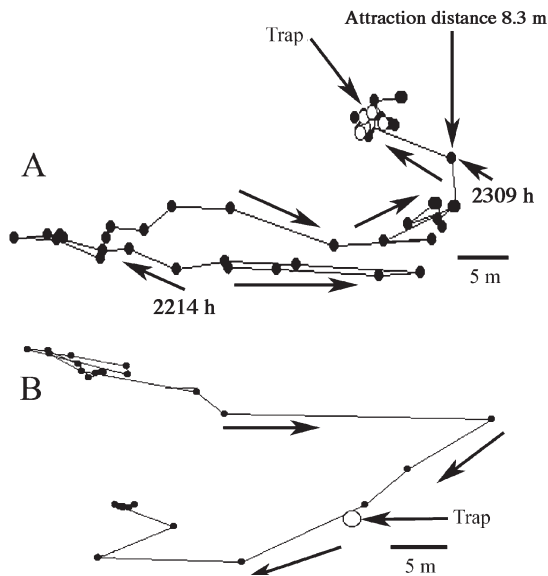 Attraction distance 8.3 m
Trap
A
2309 h
5 m
2214 h
B
Trap
5 m